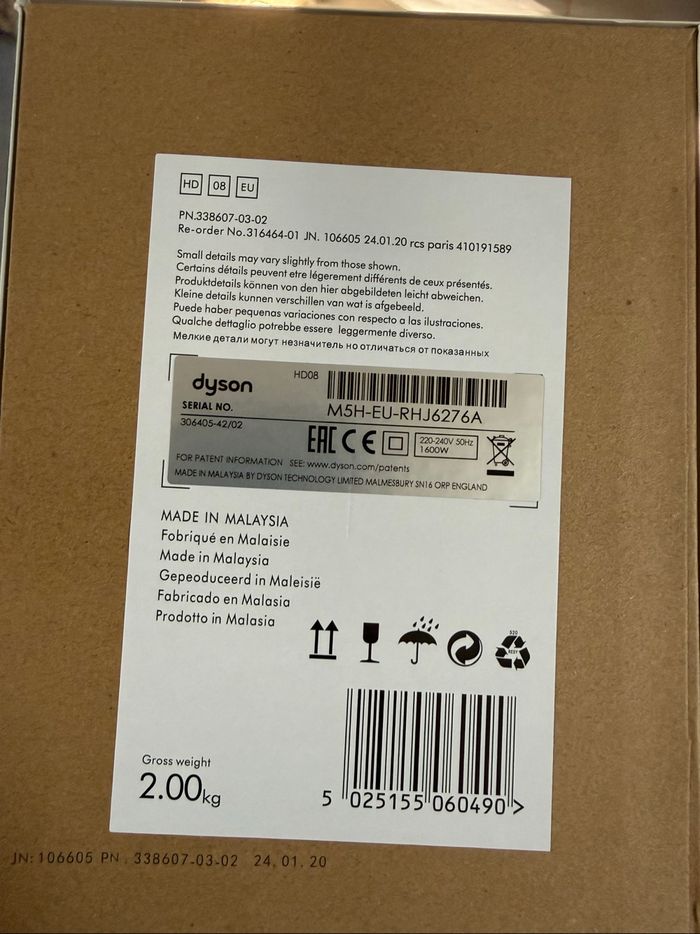 HD 08 EU
PN.338607-03-02
Re-order No.316464-01 JN. 106605 24.01.20 rcs paris 410191589
Small details may vary slightly from those shown.
Certains détails peuvent etre légerement différents de ceux présentés.
Produktdetails können von den hier abgebildeten leicht abweichen.
Kleine details kunnen verschillen van wat is afgebeeld.
Puede haber pequenas variaciones con respecto a las ilustraciones.
Qualche dettaglio potrebbe essere leggermente diverso.
Мелкие детали могут незначитель но отличаться от показанных
dyson HD08
SERIAL NO. M5H-EU-RHJ6276A
306405-42/02
EAC CE 220-240V 50Hz
1600W
FOR PATENT INFORMATION SEE: www.dyson.com/patents
MADE IN MALAYSIA BY DYSON TECHNOLOGY LIMITED MALMESBURY SN16 ORP ENGLAND
MADE IN MALAYSIA
Fabriqué en Malaisie
Made in Malaysia
Gepeoduceerd in Maleisië
Fabricado en Malasia
Prodotto in Malasia
S20
RESY
Gross weight
2.00kg
5 025155 060490 >
JN: 106605 PN . 338607-03-02 24. 01. 20